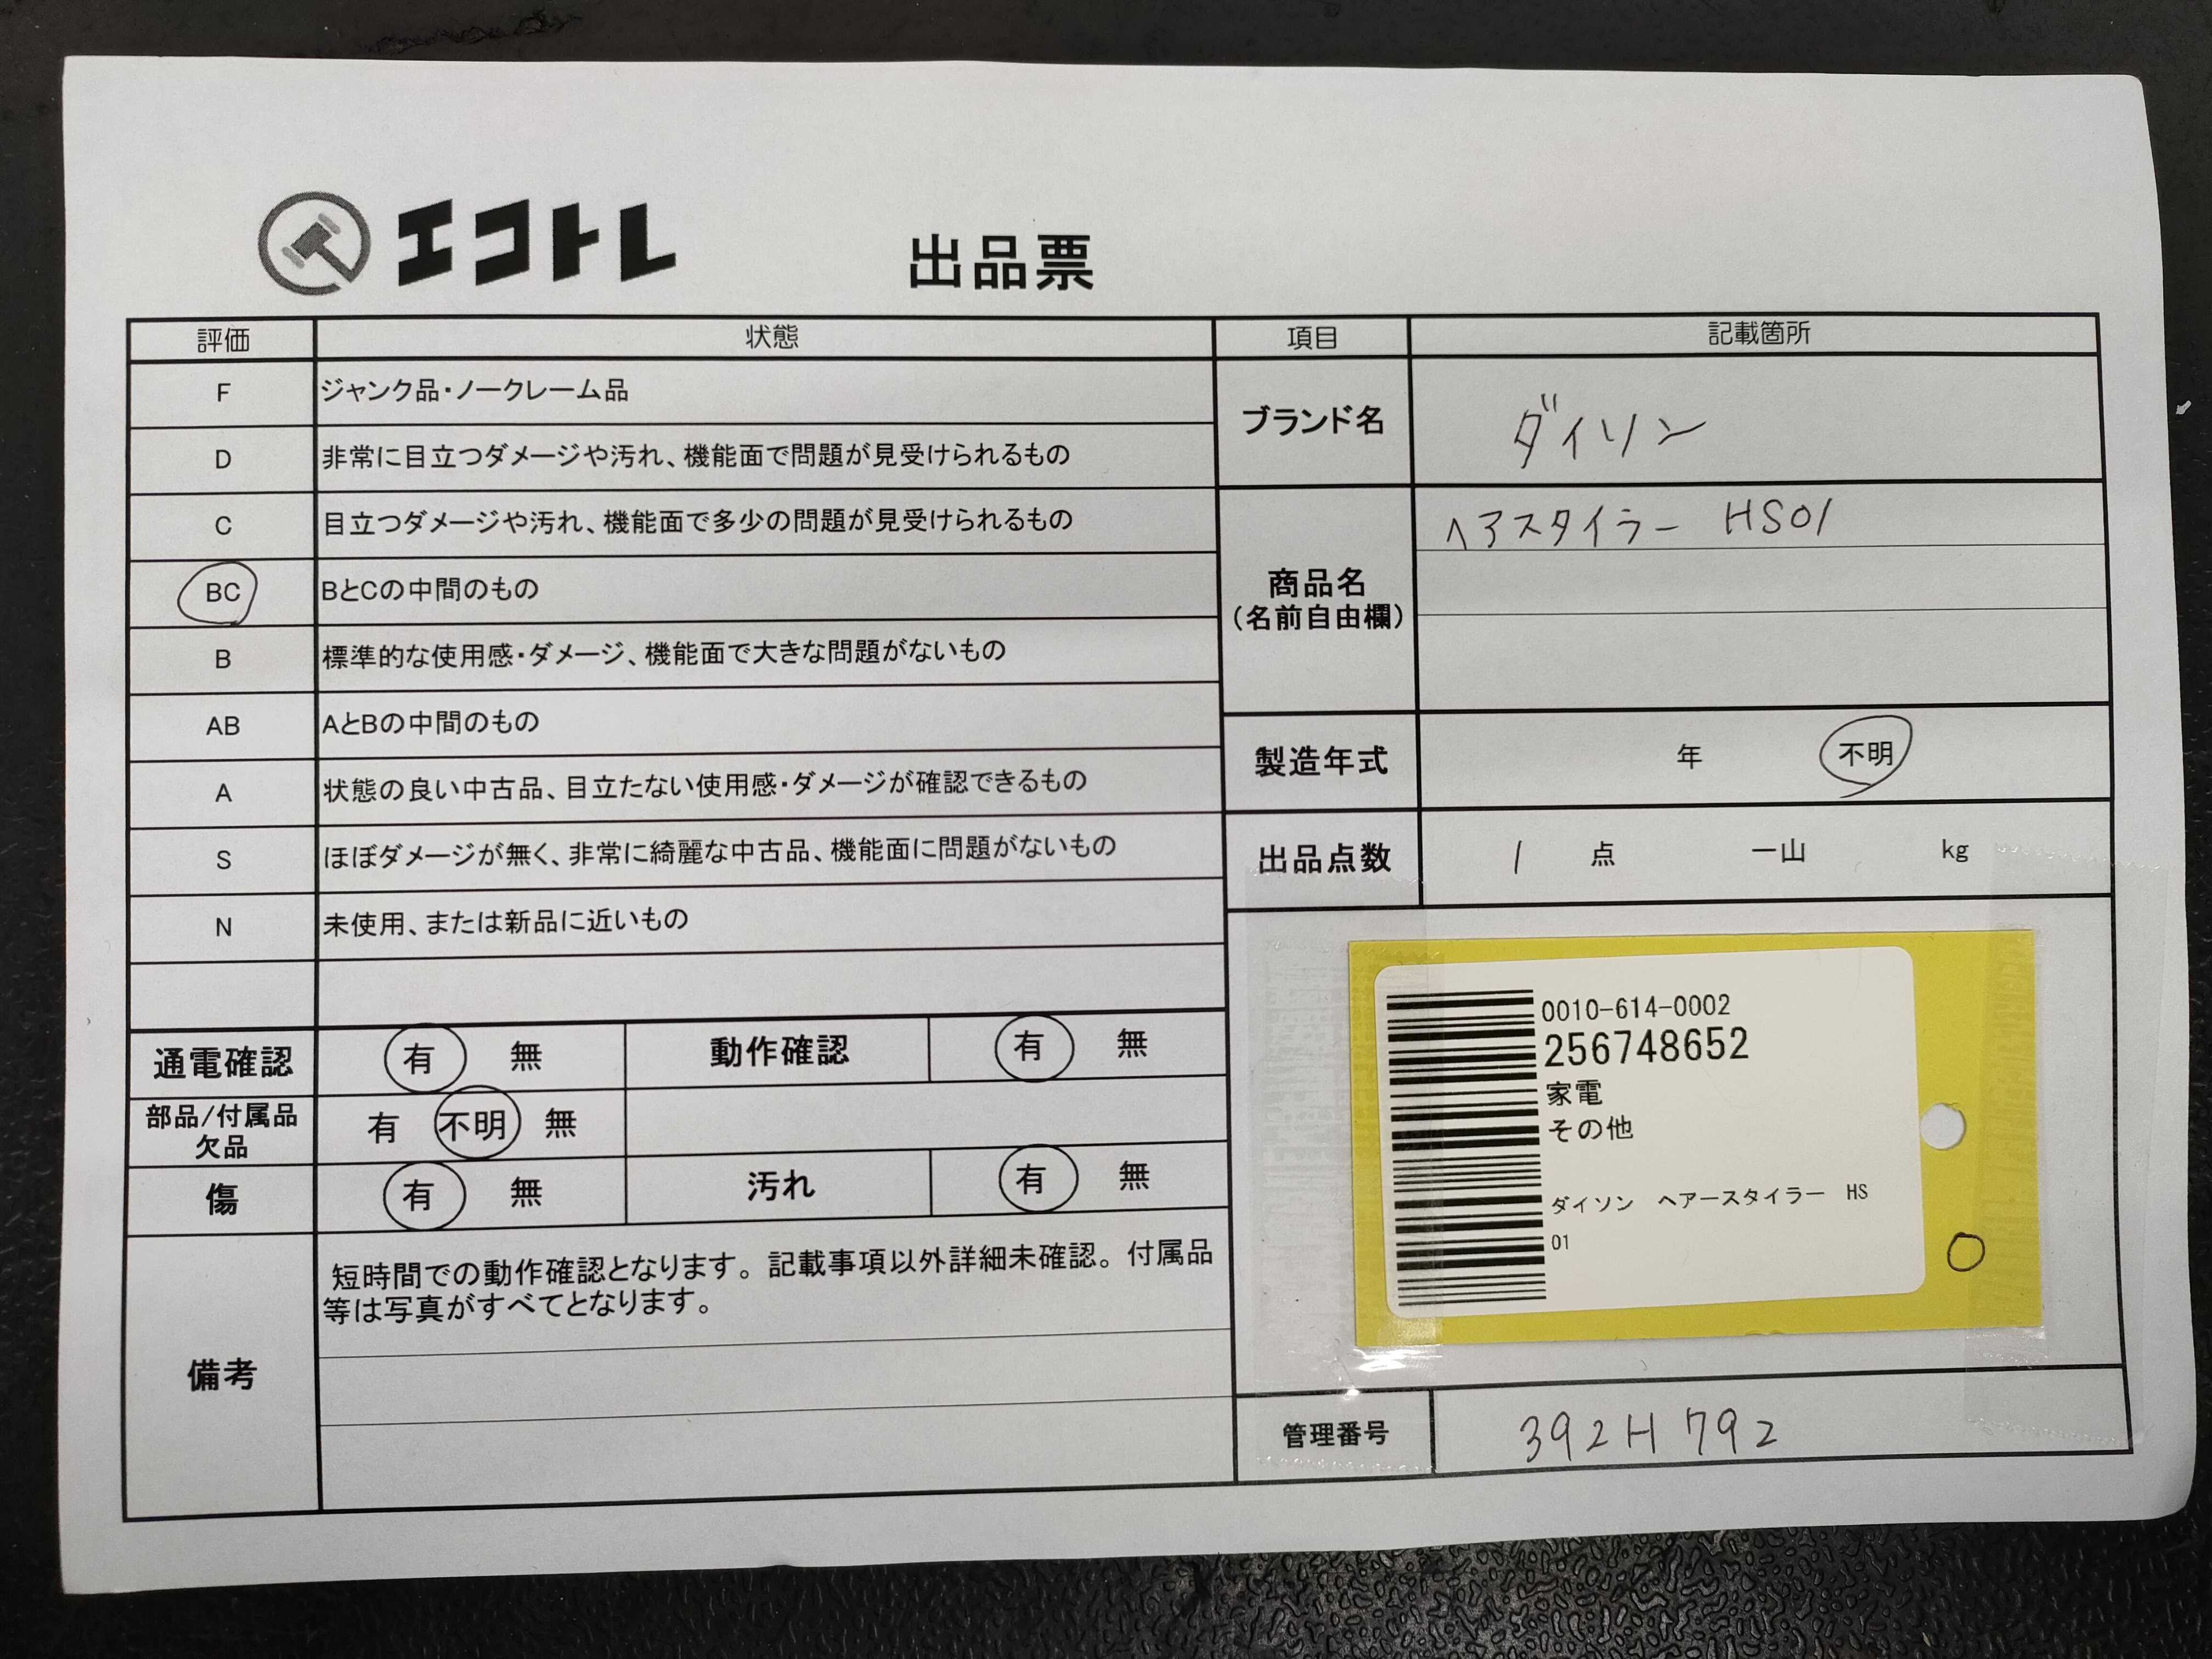 エコトレ
出品票
評価 状態
F ジャンク品・ノークレーム品
D 非常に目立つダメージや汚れ、機能面で問題が見受けられるもの
C 目立つダメージや汚れ、機能面で多少の問題が見受けられるもの
BC BとCの中間のもの
B 標準的な使用感・ダメージ、機能面で大きな問題がないもの
AB AとBの中間のもの
A 状態の良い中古品、目立たない使用感・ダメージが確認できるもの
S ほぼダメージが無く、非常に綺麗な中古品、機能面に問題がないもの
N 未使用、または新品に近いもの
通電確認 有 無 動作確認 有 無
部品/付属品
欠品
有 不明 無
傷 有 無 汚れ 有 無
備考
短時間での動作確認となります。記載事項以外詳細未確認。付属品
等は写真がすべてとなります。
項目 記載箇所
ブランド名 ダイソン
商品名
(名前自由欄)
ヘアスタイラー HS01
製造年式 年 不明
出品点数 1 点 一山 kg
0010-614-0002
256748652
家電
その他
ダイソン ヘアースタイラー HS
01
管理番号 392H792